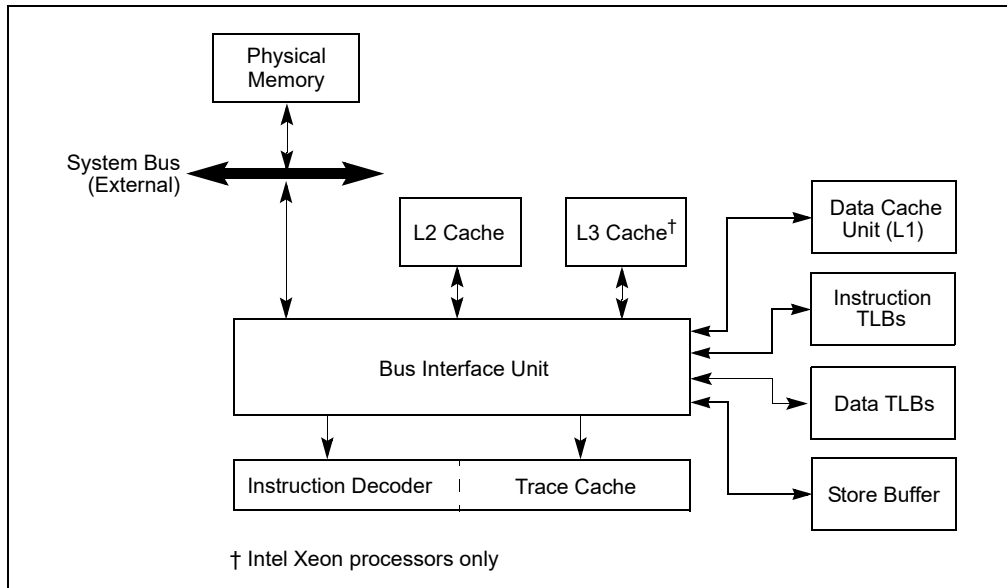 Physical
Memory
System Bus
(External)
L2 Cache
L3 Cache†
Data Cache
Unit (L1)
Instruction
TLBs
Bus Interface Unit
Data TLBs
Instruction Decoder
Trace Cache
Store Buffer
† Intel Xeon processors only